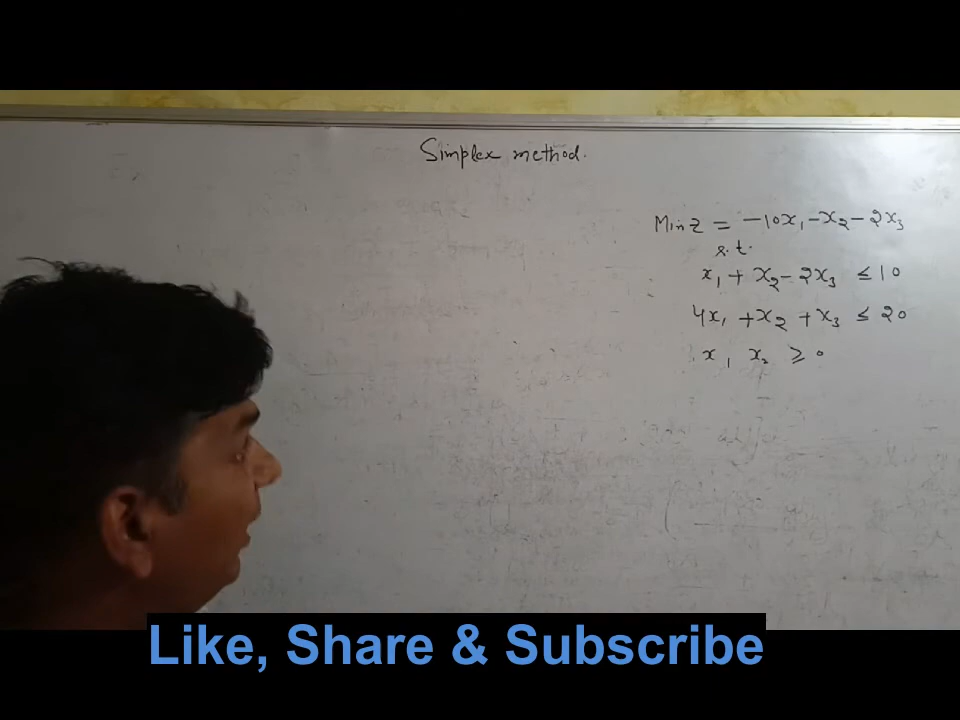 Simplex method.
Min Z = -10x₁ - x₂ - 2x₃
s.t.
x₁ + x₂ - 2x₃ ≤ 10
4x₁ + x₂ + x₃ ≤ 20
x₁ x₂ ≥ 0
Like, Share & Subscribe